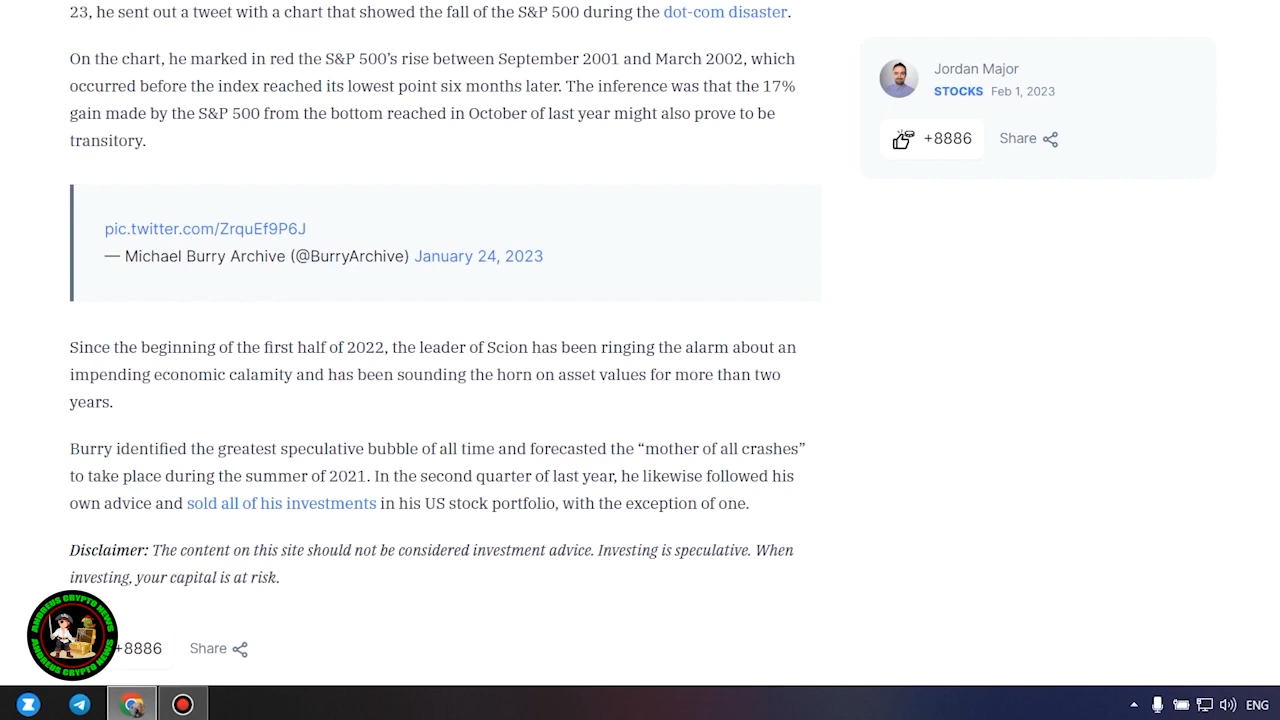 23, he sent out a tweet with a chart that showed the fall of the S&P 500 during the dot-com disaster.
On the chart, he marked in red the S&P 500’s rise between September 2001 and March 2002, which
occurred before the index reached its lowest point six months later. The inference was that the 17%
gain made by the S&P 500 from the bottom reached in October of last year might also prove to be
transitory.
pic.twitter.com/ZrquEf9P6J
— Michael Burry Archive (@BurryArchive) January 24, 2023
Since the beginning of the first half of 2022, the leader of Scion has been ringing the alarm about an
impending economic calamity and has been sounding the horn on asset values for more than two
years.
Burry identified the greatest speculative bubble of all time and forecasted the “mother of all crashes”
to take place during the summer of 2021. In the second quarter of last year, he likewise followed his
own advice and sold all of his investments in his US stock portfolio, with the exception of one.
Disclaimer: The content on this site should not be considered investment advice. Investing is speculative. When
investing, your capital is at risk.
+8886 Share
Jordan Major
STOCKS Feb 1, 2023
+8886 Share
ANDREUS CRYPTO NEWS
ANDREUS CRYPTO NEWS
ENG